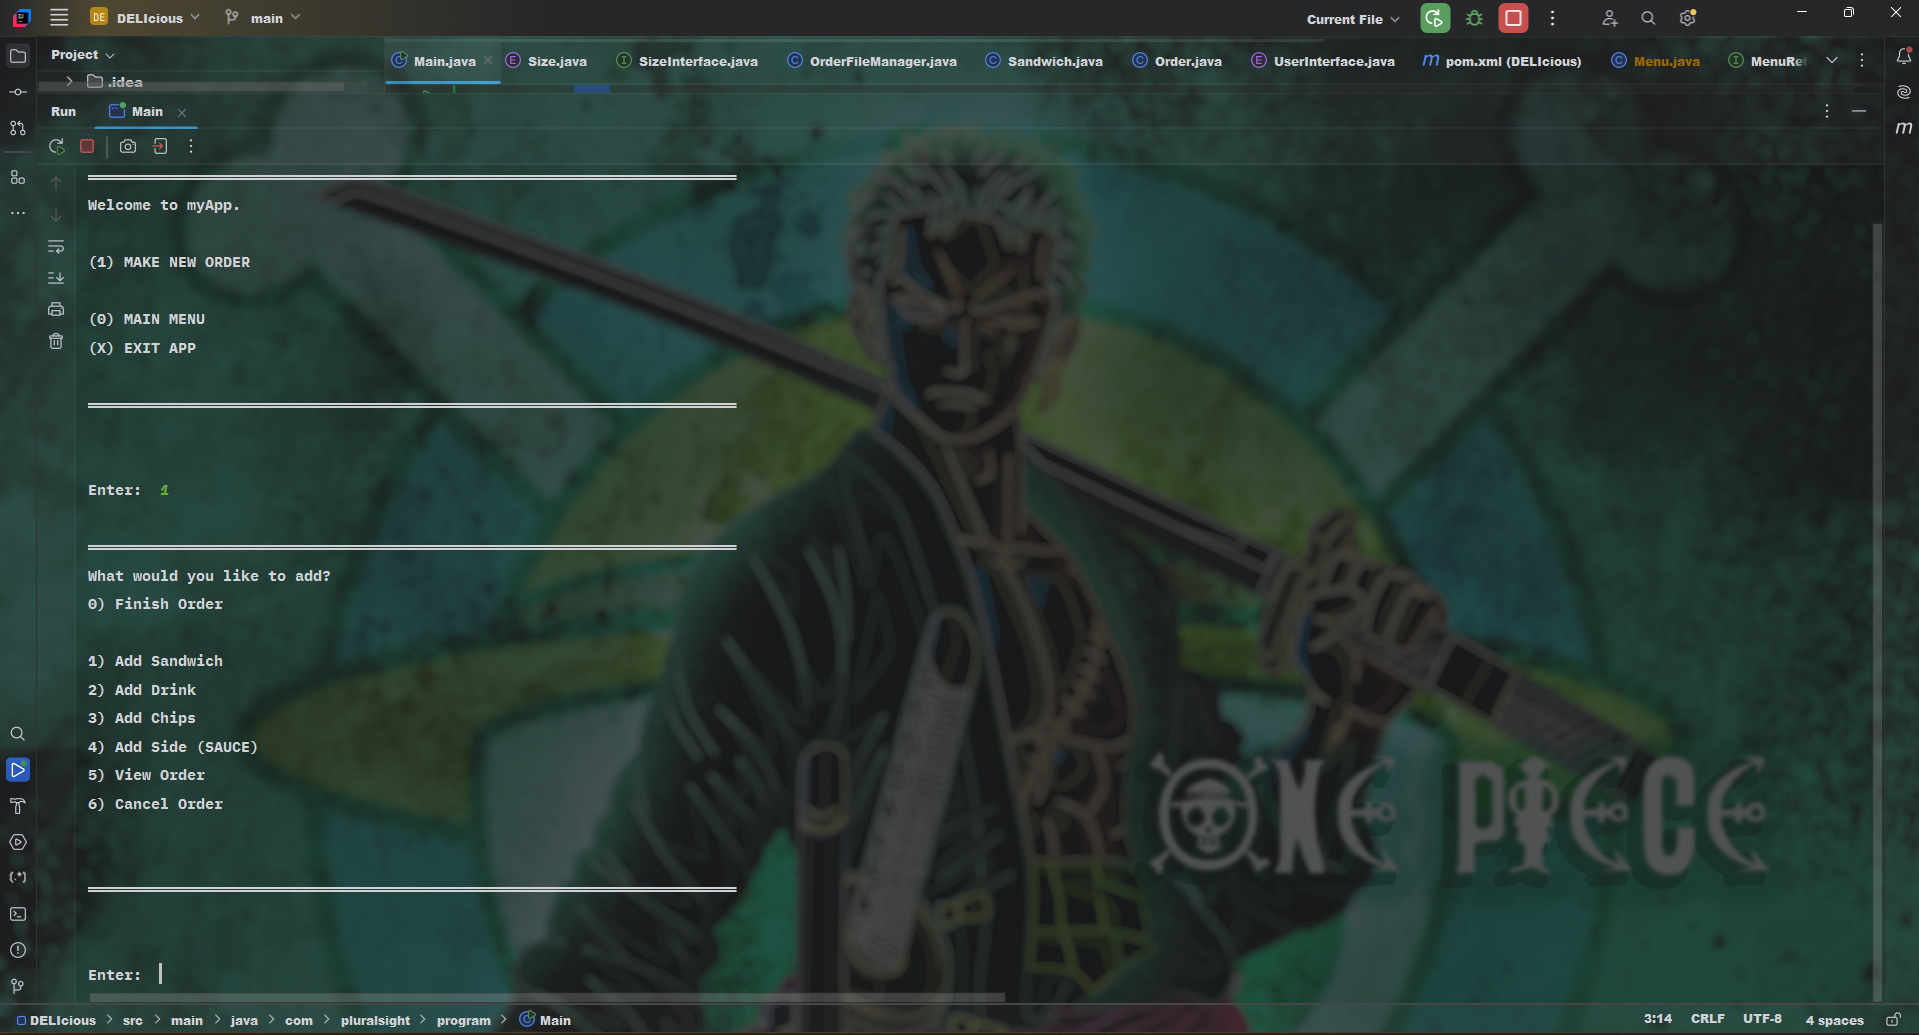 DE DELIcious main Current File
Project
Main.java Size.java SizeInterface.java OrderFileManager.java Sandwich.java Order.java UserInterface.java pom.xml (DELIcious) Menu.java MenuRe
.idea
Run Main
Welcome to myApp.
(1) MAKE NEW ORDER
(0) MAIN MENU
(X) EXIT APP
Enter: 1
What would you like to add?
0) Finish Order
1) Add Sandwich
2) Add Drink
3) Add Chips
4) Add Side (SAUCE)
5) View Order
6) Cancel Order
ONE PIECE
Enter:
DELIcious > src > main > java > com > pluralsight > program > Main 3:14 CRLF UTF-8 4 spaces